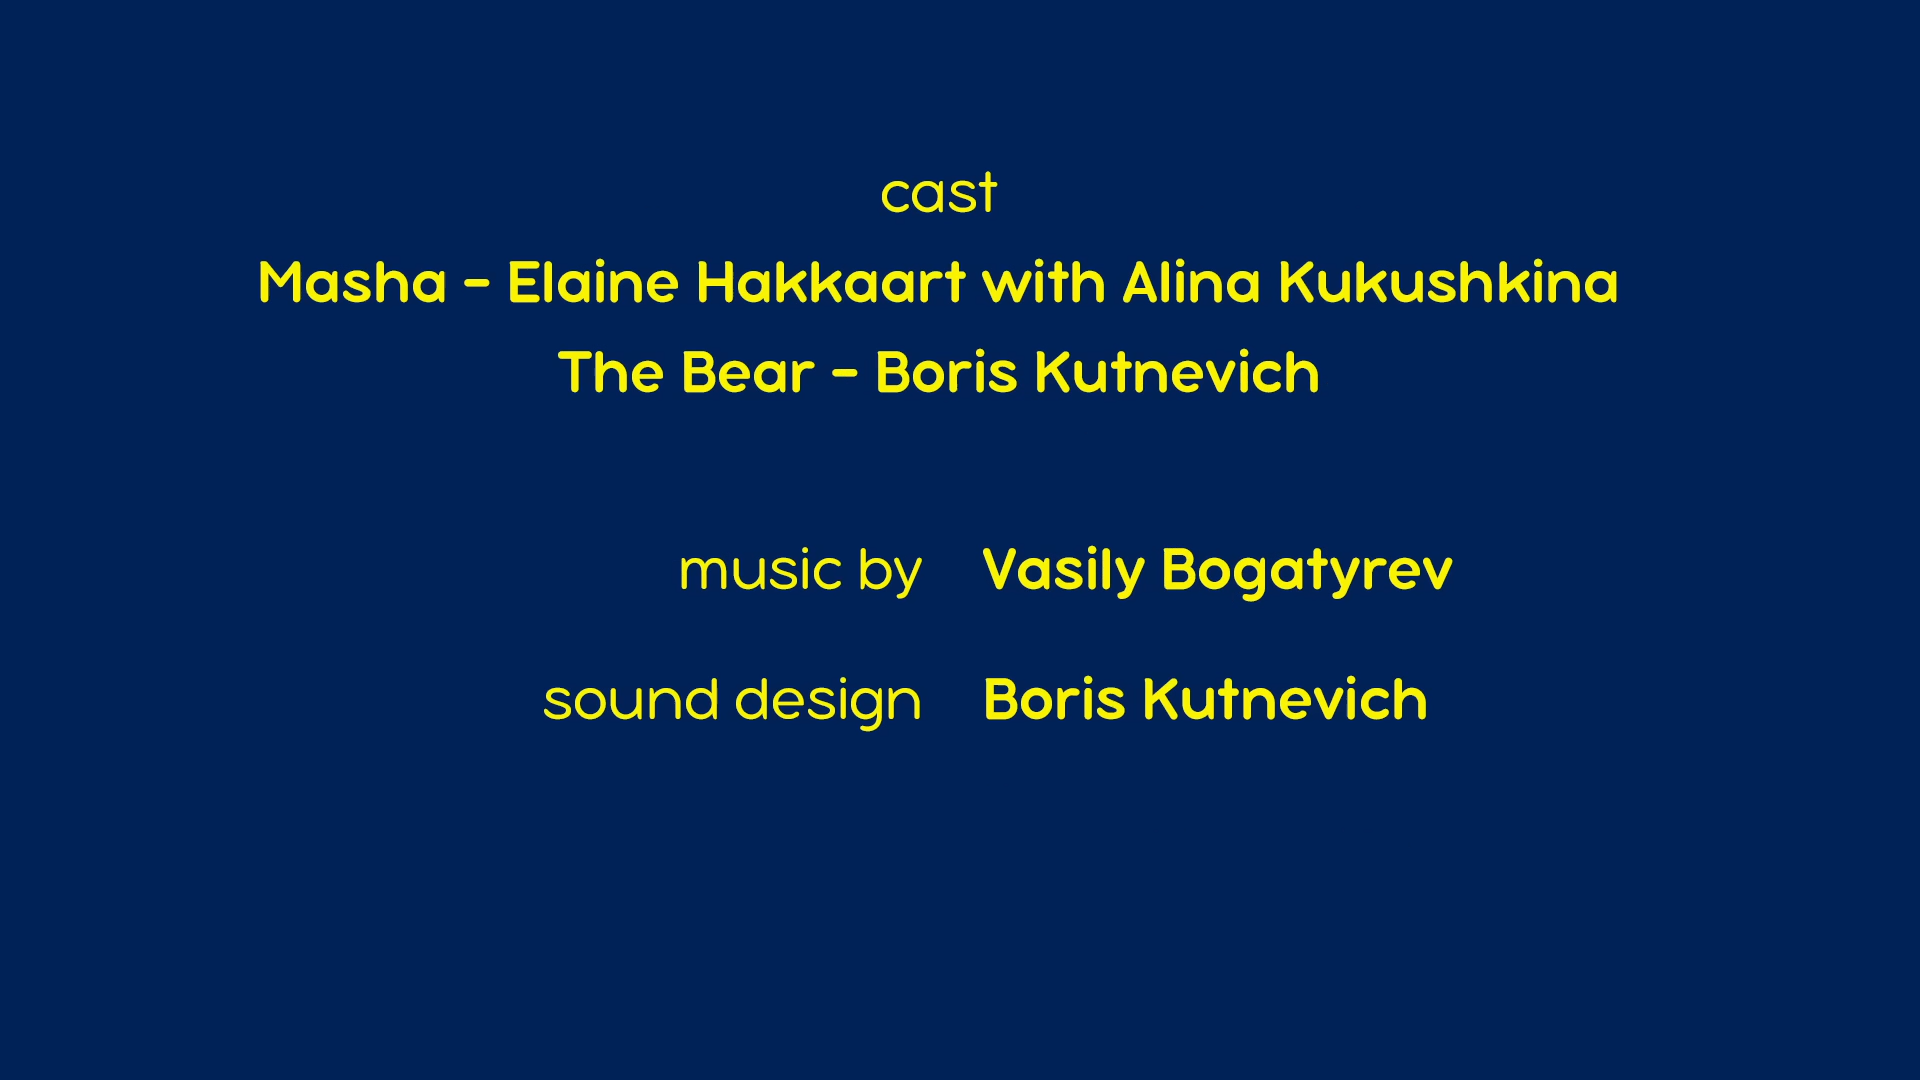 cast
Masha - Elaine Hakkaart with Alina Kukushkina
The Bear - Boris Kutnevich
music by Vasily Bogatyrev
sound design Boris Kutnevich